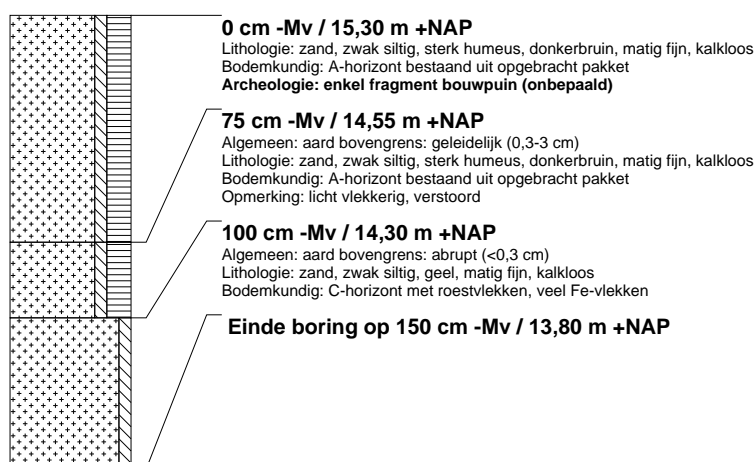 0 cm -Mv / 15,30 m +NAP
Lithologie: zand, zwak siltig, sterk humeus, donkerbruin, matig fijn, kalkloos
Bodemkundig: A-horizont bestaand uit opgebracht pakket
Archeologie: enkel fragment bouwpuin (onbepaald)
75 cm -Mv / 14,55 m +NAP
Algemeen: aard bovengrens: geleidelijk (0,3-3 cm)
Lithologie: zand, zwak siltig, sterk humeus, donkerbruin, matig fijn, kalkloos
Bodemkundig: A-horizont bestaand uit opgebracht pakket
Opmerking: licht vlekkerig, verstoord
100 cm -Mv / 14,30 m +NAP
Algemeen: aard bovengrens: abrupt (<0,3 cm)
Lithologie: zand, zwak siltig, geel, matig fijn, kalkloos
Bodemkundig: C-horizont met roestvlekken, veel Fe-vlekken
Einde boring op 150 cm -Mv / 13,80 m +NAP